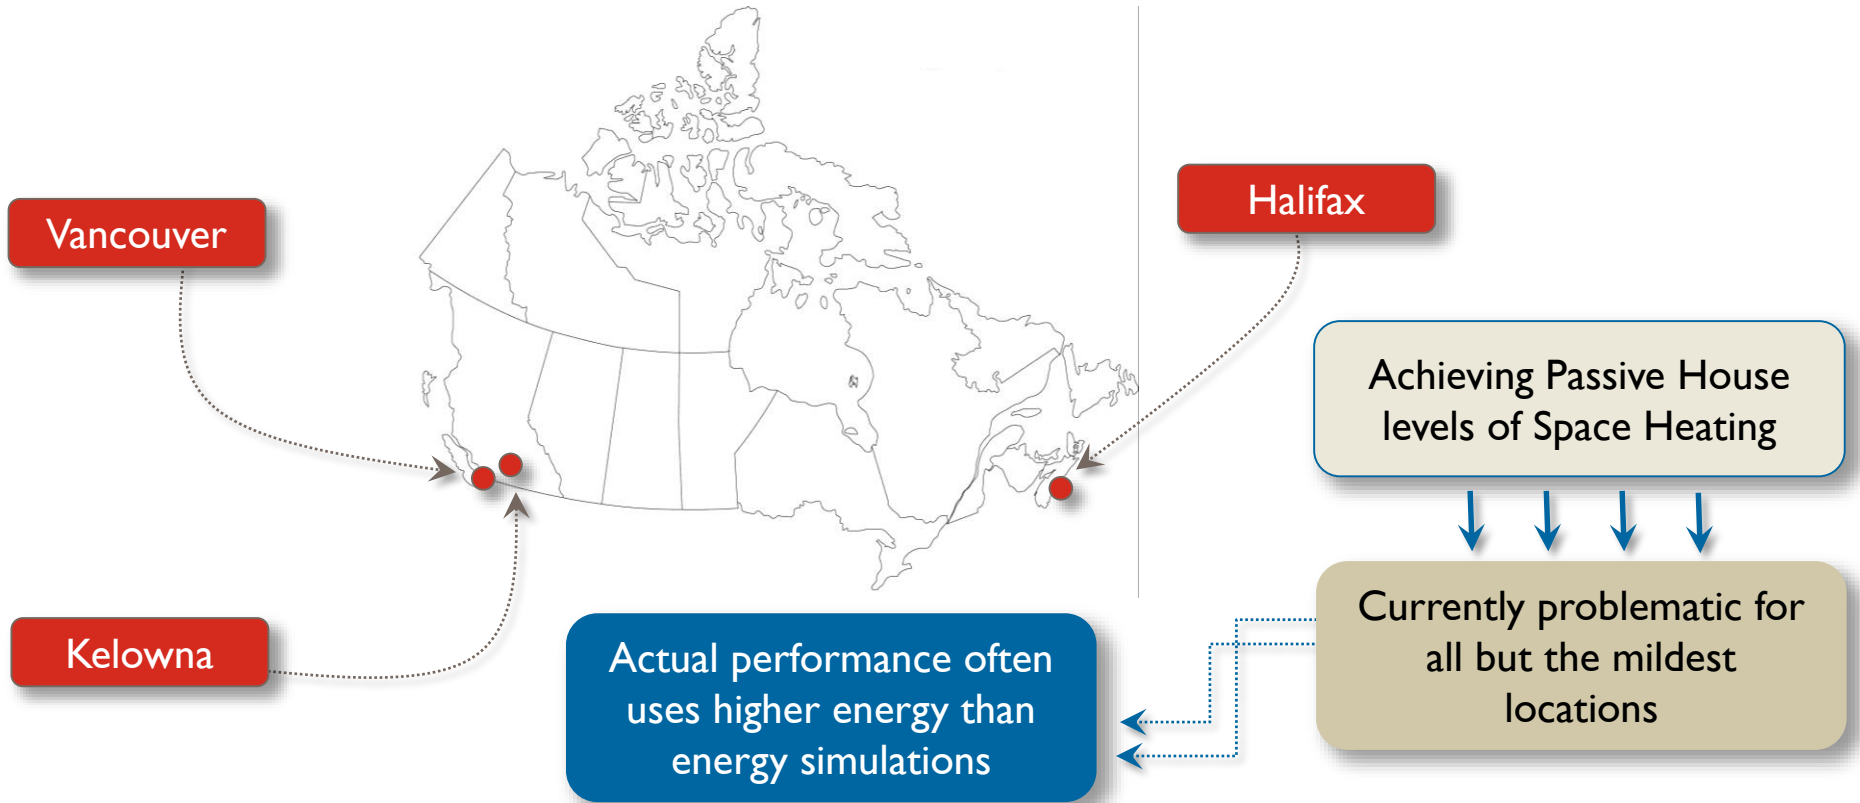 Vancouver
Halifax
Kelowna
Achieving Passive House
levels of Space Heating
Currently problematic for
all but the mildest
locations
Actual performance often
uses higher energy than
energy simulations